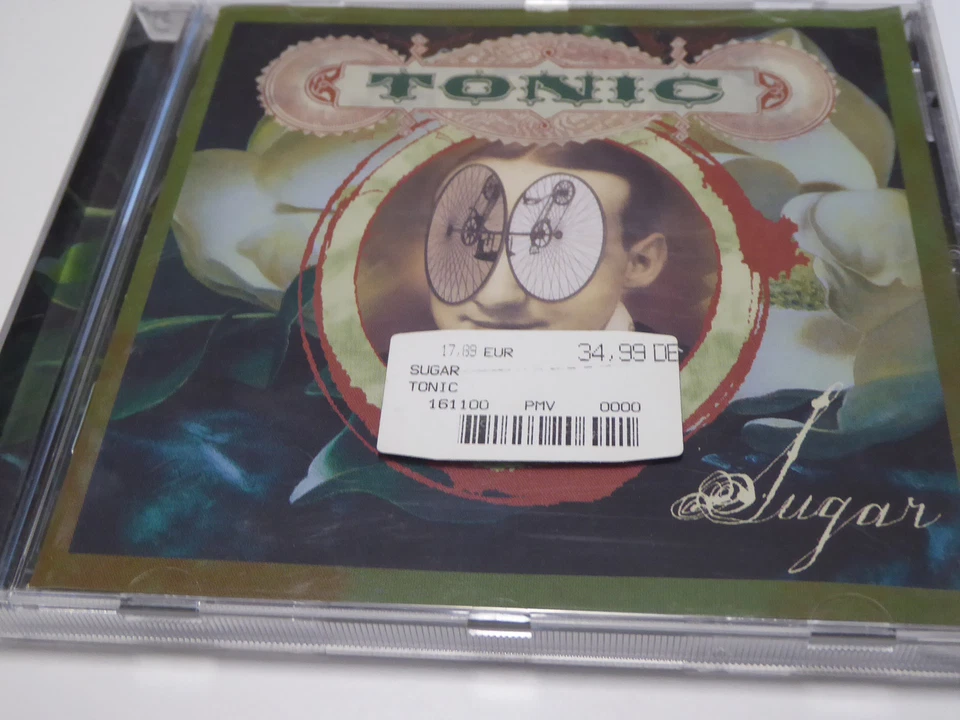 TONIC
17.89 EUR 34,99 DE
SUGAR
TONIC
161100 PMV 0000
Sugar